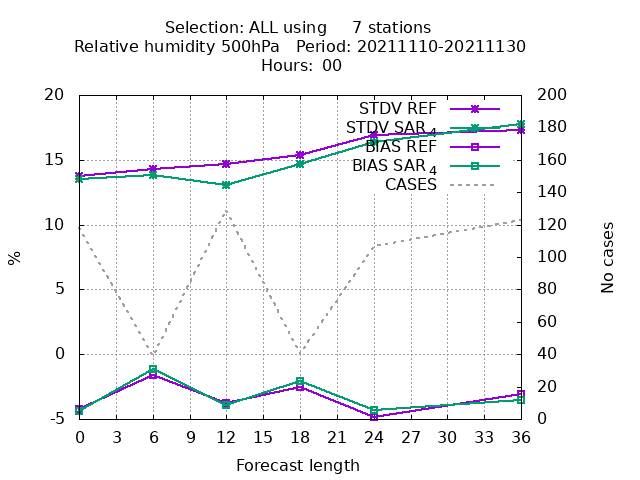 Selection: ALL using 7 stations
Relative humidity 500hPa Period: 20211110-20211130
Hours: 00
STDV REF
STDV SAR 4
BIAS REF
BIAS SAR 4
CASES
20
15
10
5
0
-5
200
180
160
140
120
100
80
60
40
20
0
%
No cases
0 3 6 9 12 15 18 21 24 27 30 33 36
Forecast length